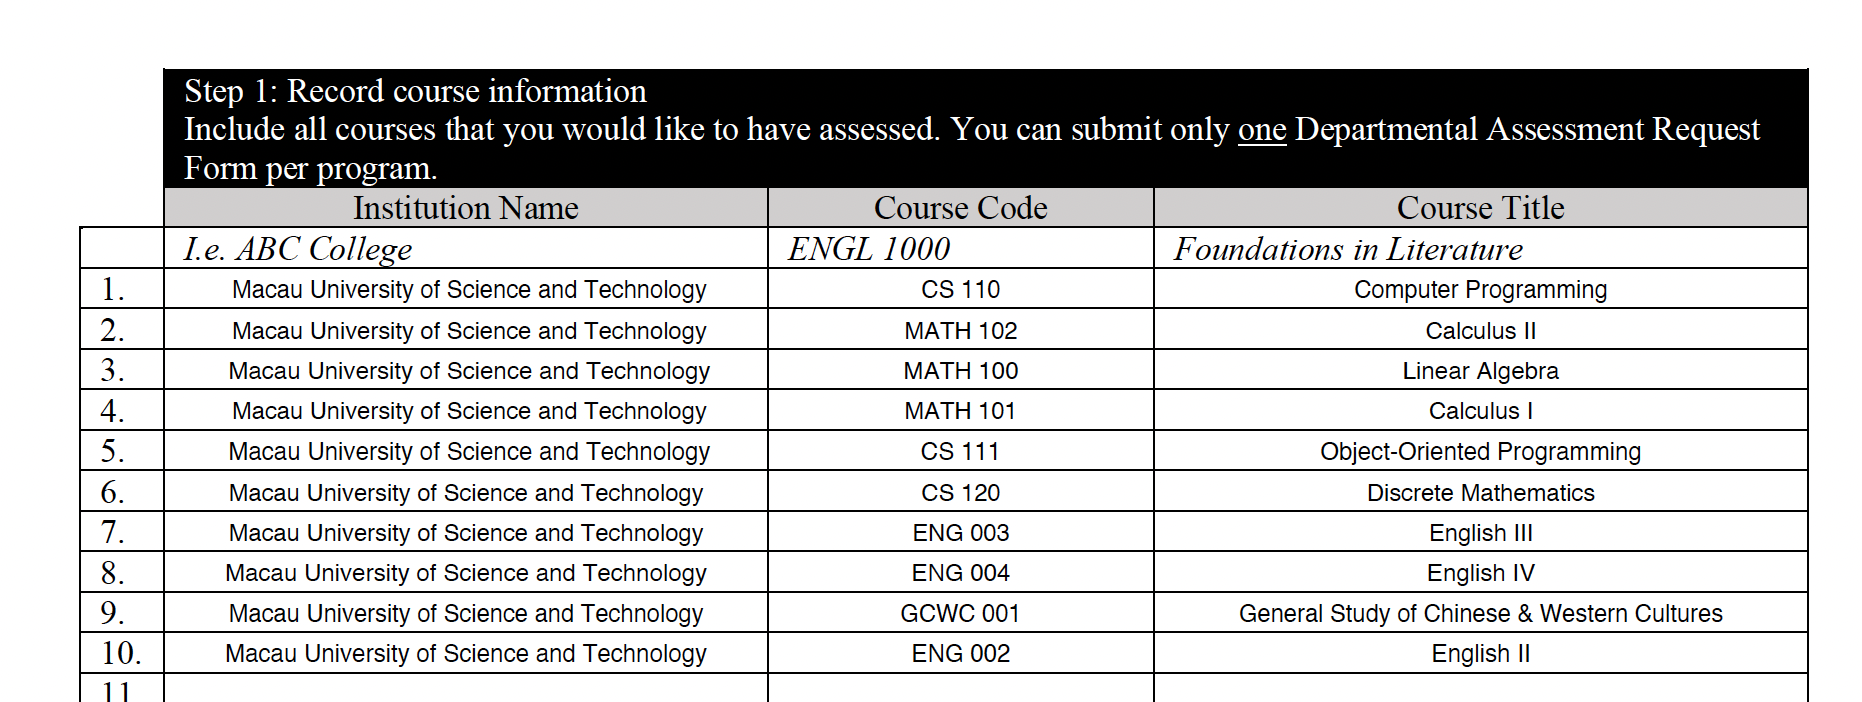 Step 1: Record course information
Include all courses that you would like to have assessed. You can submit only one Departmental Assessment Request
Form per program.
Institution Name Course Code Course Title
I.e. ABC College ENGL 1000 Foundations in Literature
1. Macau University of Science and Technology CS 110 Computer Programming
2. Macau University of Science and Technology MATH 102 Calculus II
3. Macau University of Science and Technology MATH 100 Linear Algebra
4. Macau University of Science and Technology MATH 101 Calculus I
5. Macau University of Science and Technology CS 111 Object-Oriented Programming
6. Macau University of Science and Technology CS 120 Discrete Mathematics
7. Macau University of Science and Technology ENG 003 English III
8. Macau University of Science and Technology ENG 004 English IV
9. Macau University of Science and Technology GCWC 001 General Study of Chinese & Western Cultures
10. Macau University of Science and Technology ENG 002 English II
11